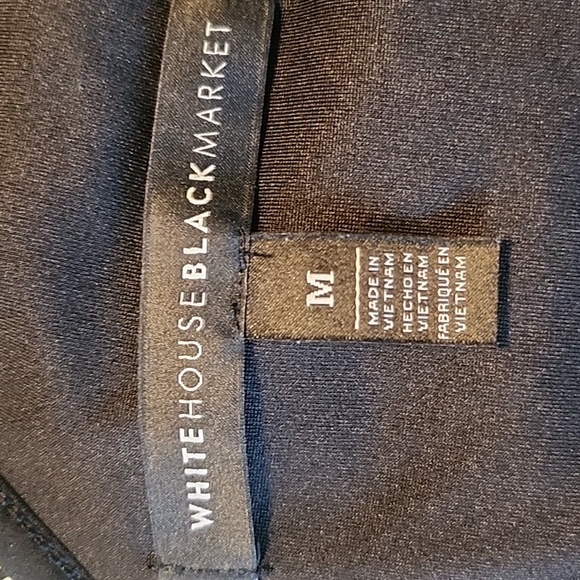 WHITEHOUSEBLACKMARKET
M
MADE IN
VIETNAM
HECHO EN
VIETNAM
FABRIQUÉ EN
VIETNAM